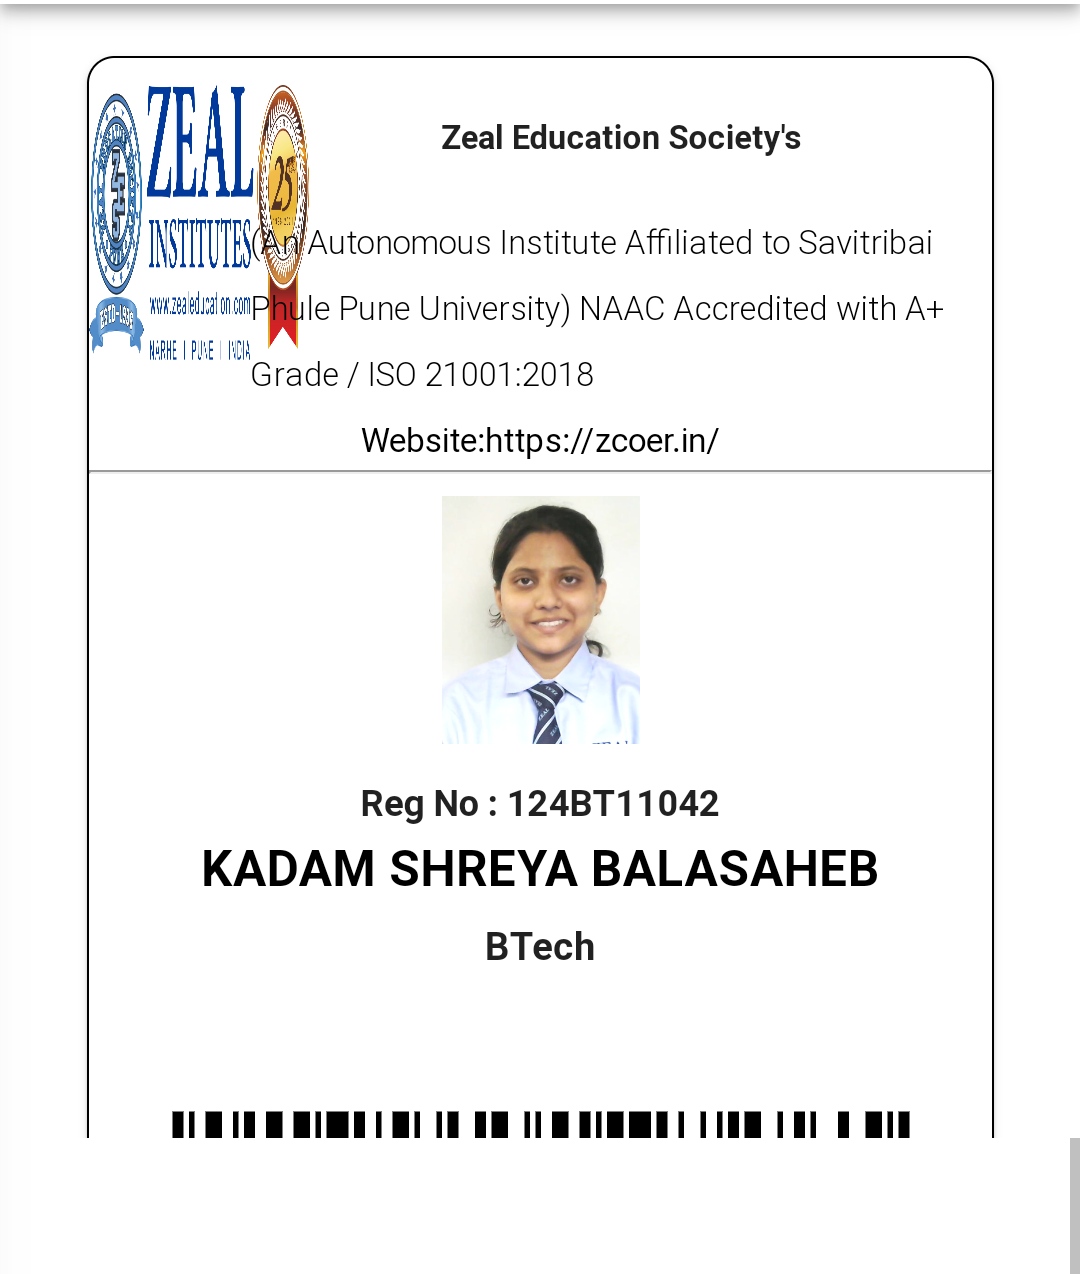 ZEAL
INSTITUTES
www.zealeducation.com
NARHE | PUNE | INDIA
ESTD-1996
25
Zeal Education Society's
(An Autonomous Institute Affiliated to Savitribai
Phule Pune University) NAAC Accredited with A+
Grade / ISO 21001:2018
Website:https://zcoer.in/
Reg No : 124BT11042
KADAM SHREYA BALASAHEB
BTech